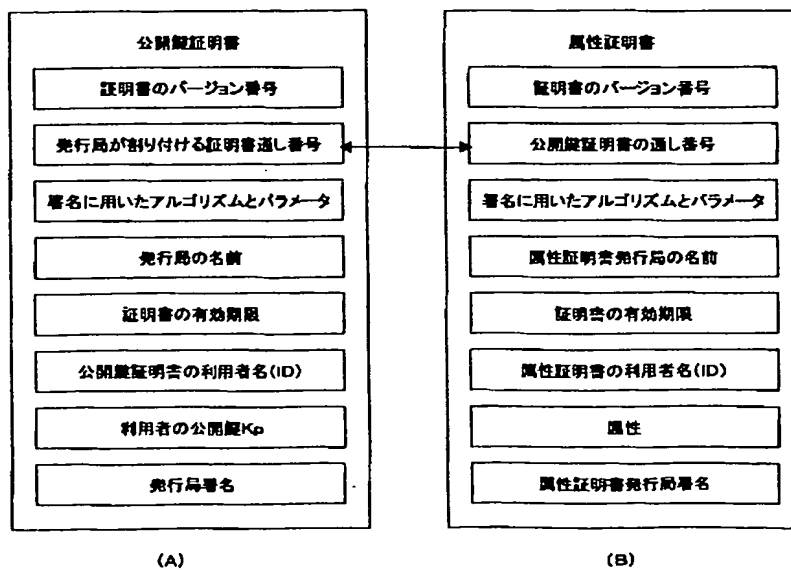 公開鍵証明書
証明書のバージョン番号
発行局が割り付ける証明書通し番号
署名に用いたアルゴリズムとパラメータ
発行局の名前
証明書の有効期限
公開鍵証明書の利用者名(ID)
利用者の公開鍵Kp
発行局署名
(A)
属性証明書
証明書のバージョン番号
公開鍵証明書の通し番号
署名に用いたアルゴリズムとパラメータ
属性証明書発行局の名前
証明書の有効期限
属性証明書の利用者名(ID)
属性
属性証明書発行局署名
(B)